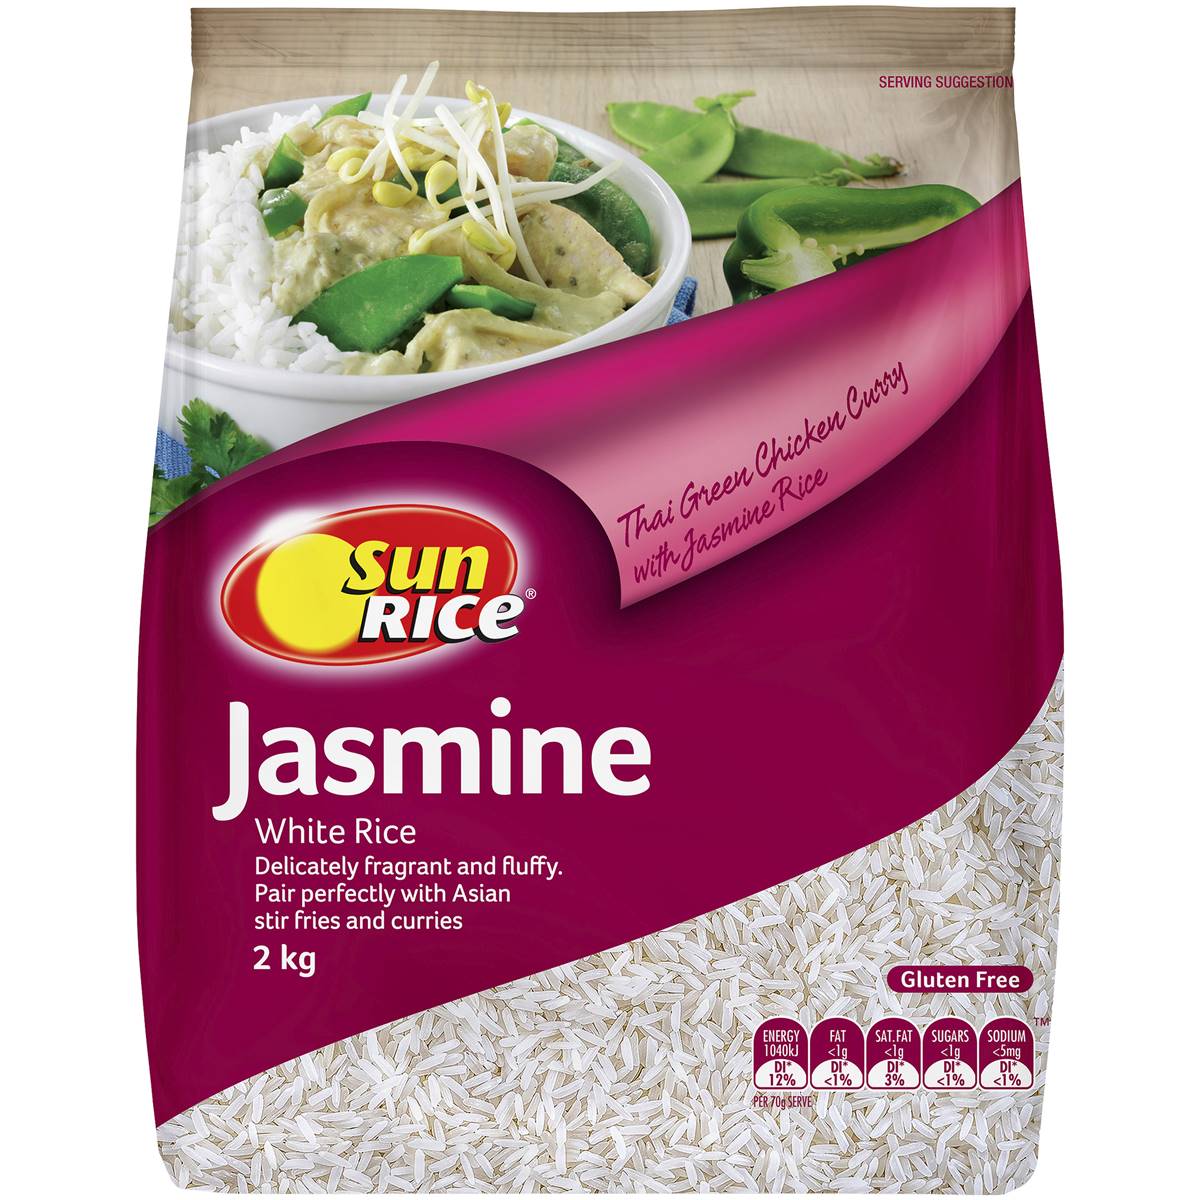 SERVING SUGGESTION
Thai Green Chicken Curry
with Jasmine Rice
Sun
RICE®
Jasmine
White Rice
Delicately fragrant and fluffy.
Pair perfectly with Asian
stir fries and curries
2 kg
Gluten Free
ENERGY FAT SAT.FAT SUGARS SODIUM TM
1040kJ <1g <1g <1g <5mg
DI* DI* DI* DI* DI*
12% <1% 3% <1% <1%
PER 70g SERVE